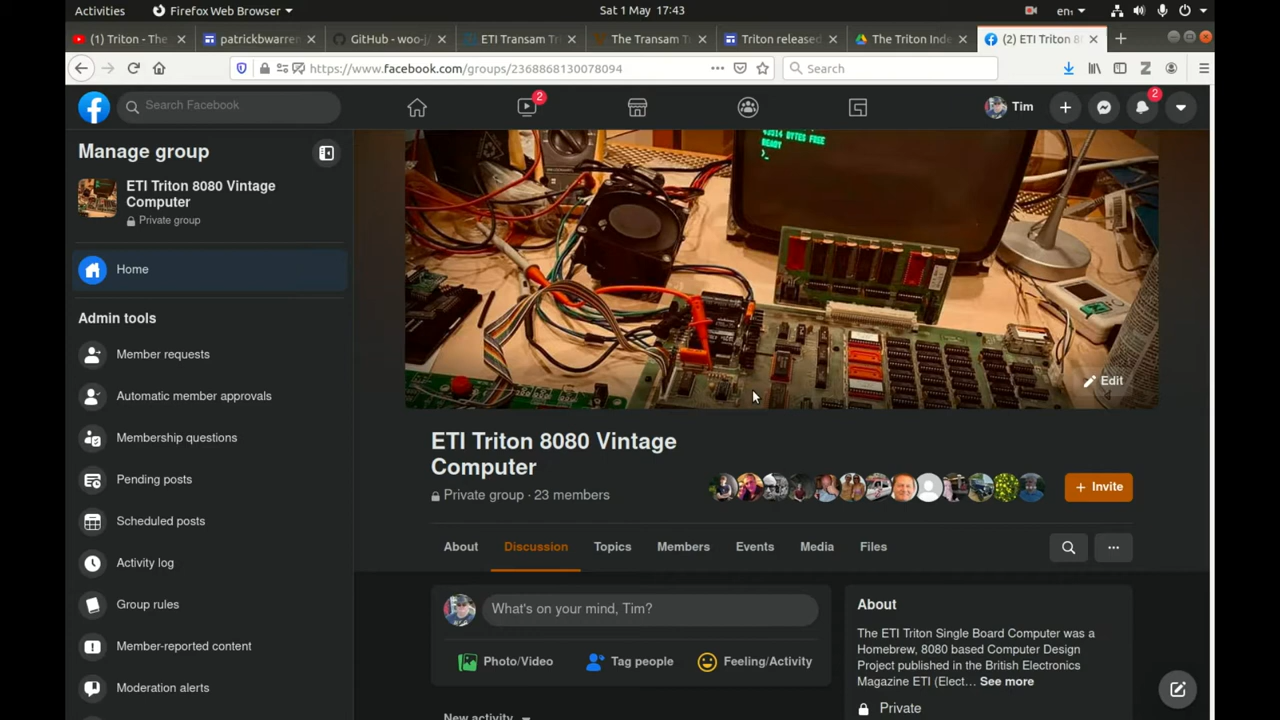 Activities
Firefox Web Browser
Sat 1 May 17:43
en₁
(1) Triton - The
patrickbwarren
GitHub - woo-j/
ETI Transam Tri
The Transam Tri
Triton released
The Triton Inde
(2) ETI Triton 8
https://www.facebook.com/groups/2368868130078094
Search
Search Facebook
2
Tim
2
Manage group
ETI Triton 8080 Vintage
Computer
Private group
Home
Admin tools
Member requests
Automatic member approvals
Membership questions
Pending posts
Scheduled posts
Activity log
Group rules
Member-reported content
Moderation alerts
BYTES FREE
READY
Edit
ETI Triton 8080 Vintage
Computer
Private group · 23 members
+ Invite
About
Discussion
Topics
Members
Events
Media
Files
What's on your mind, Tim?
Photo/Video
Tag people
Feeling/Activity
New activity
About
The ETI Triton Single Board Computer was a
Homebrew, 8080 based Computer Design
Project published in the British Electronics
Magazine ETI (Elect... See more
Private